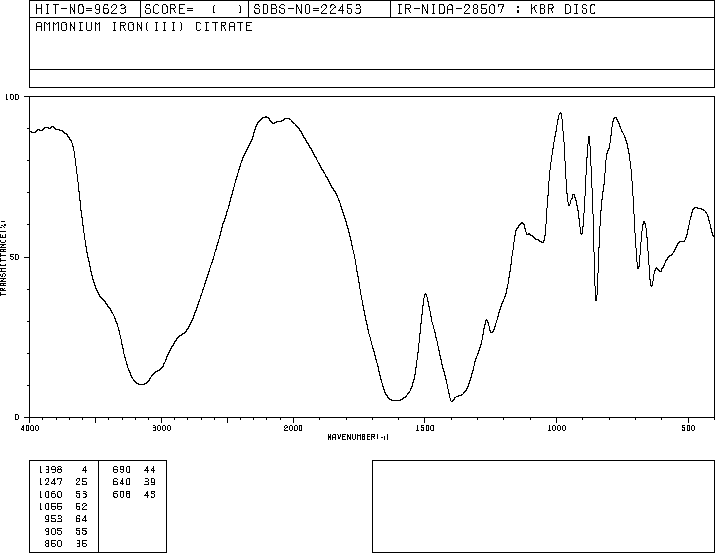 HIT-NO=9623 SCORE= ( ) SDBS-NO=22453 IR-NIDA-28507 : KBR DISC
AMMONIUM IRON(III) CITRATE
100
TRANSMITTANCE(%)
50
0
4000 3000 2000 1500 1000 500
WAVENUMBER(-1)
1398 4 690 44
1247 25 640 39
1060 53 608 45
1055 52
953 64
905 55
850 35